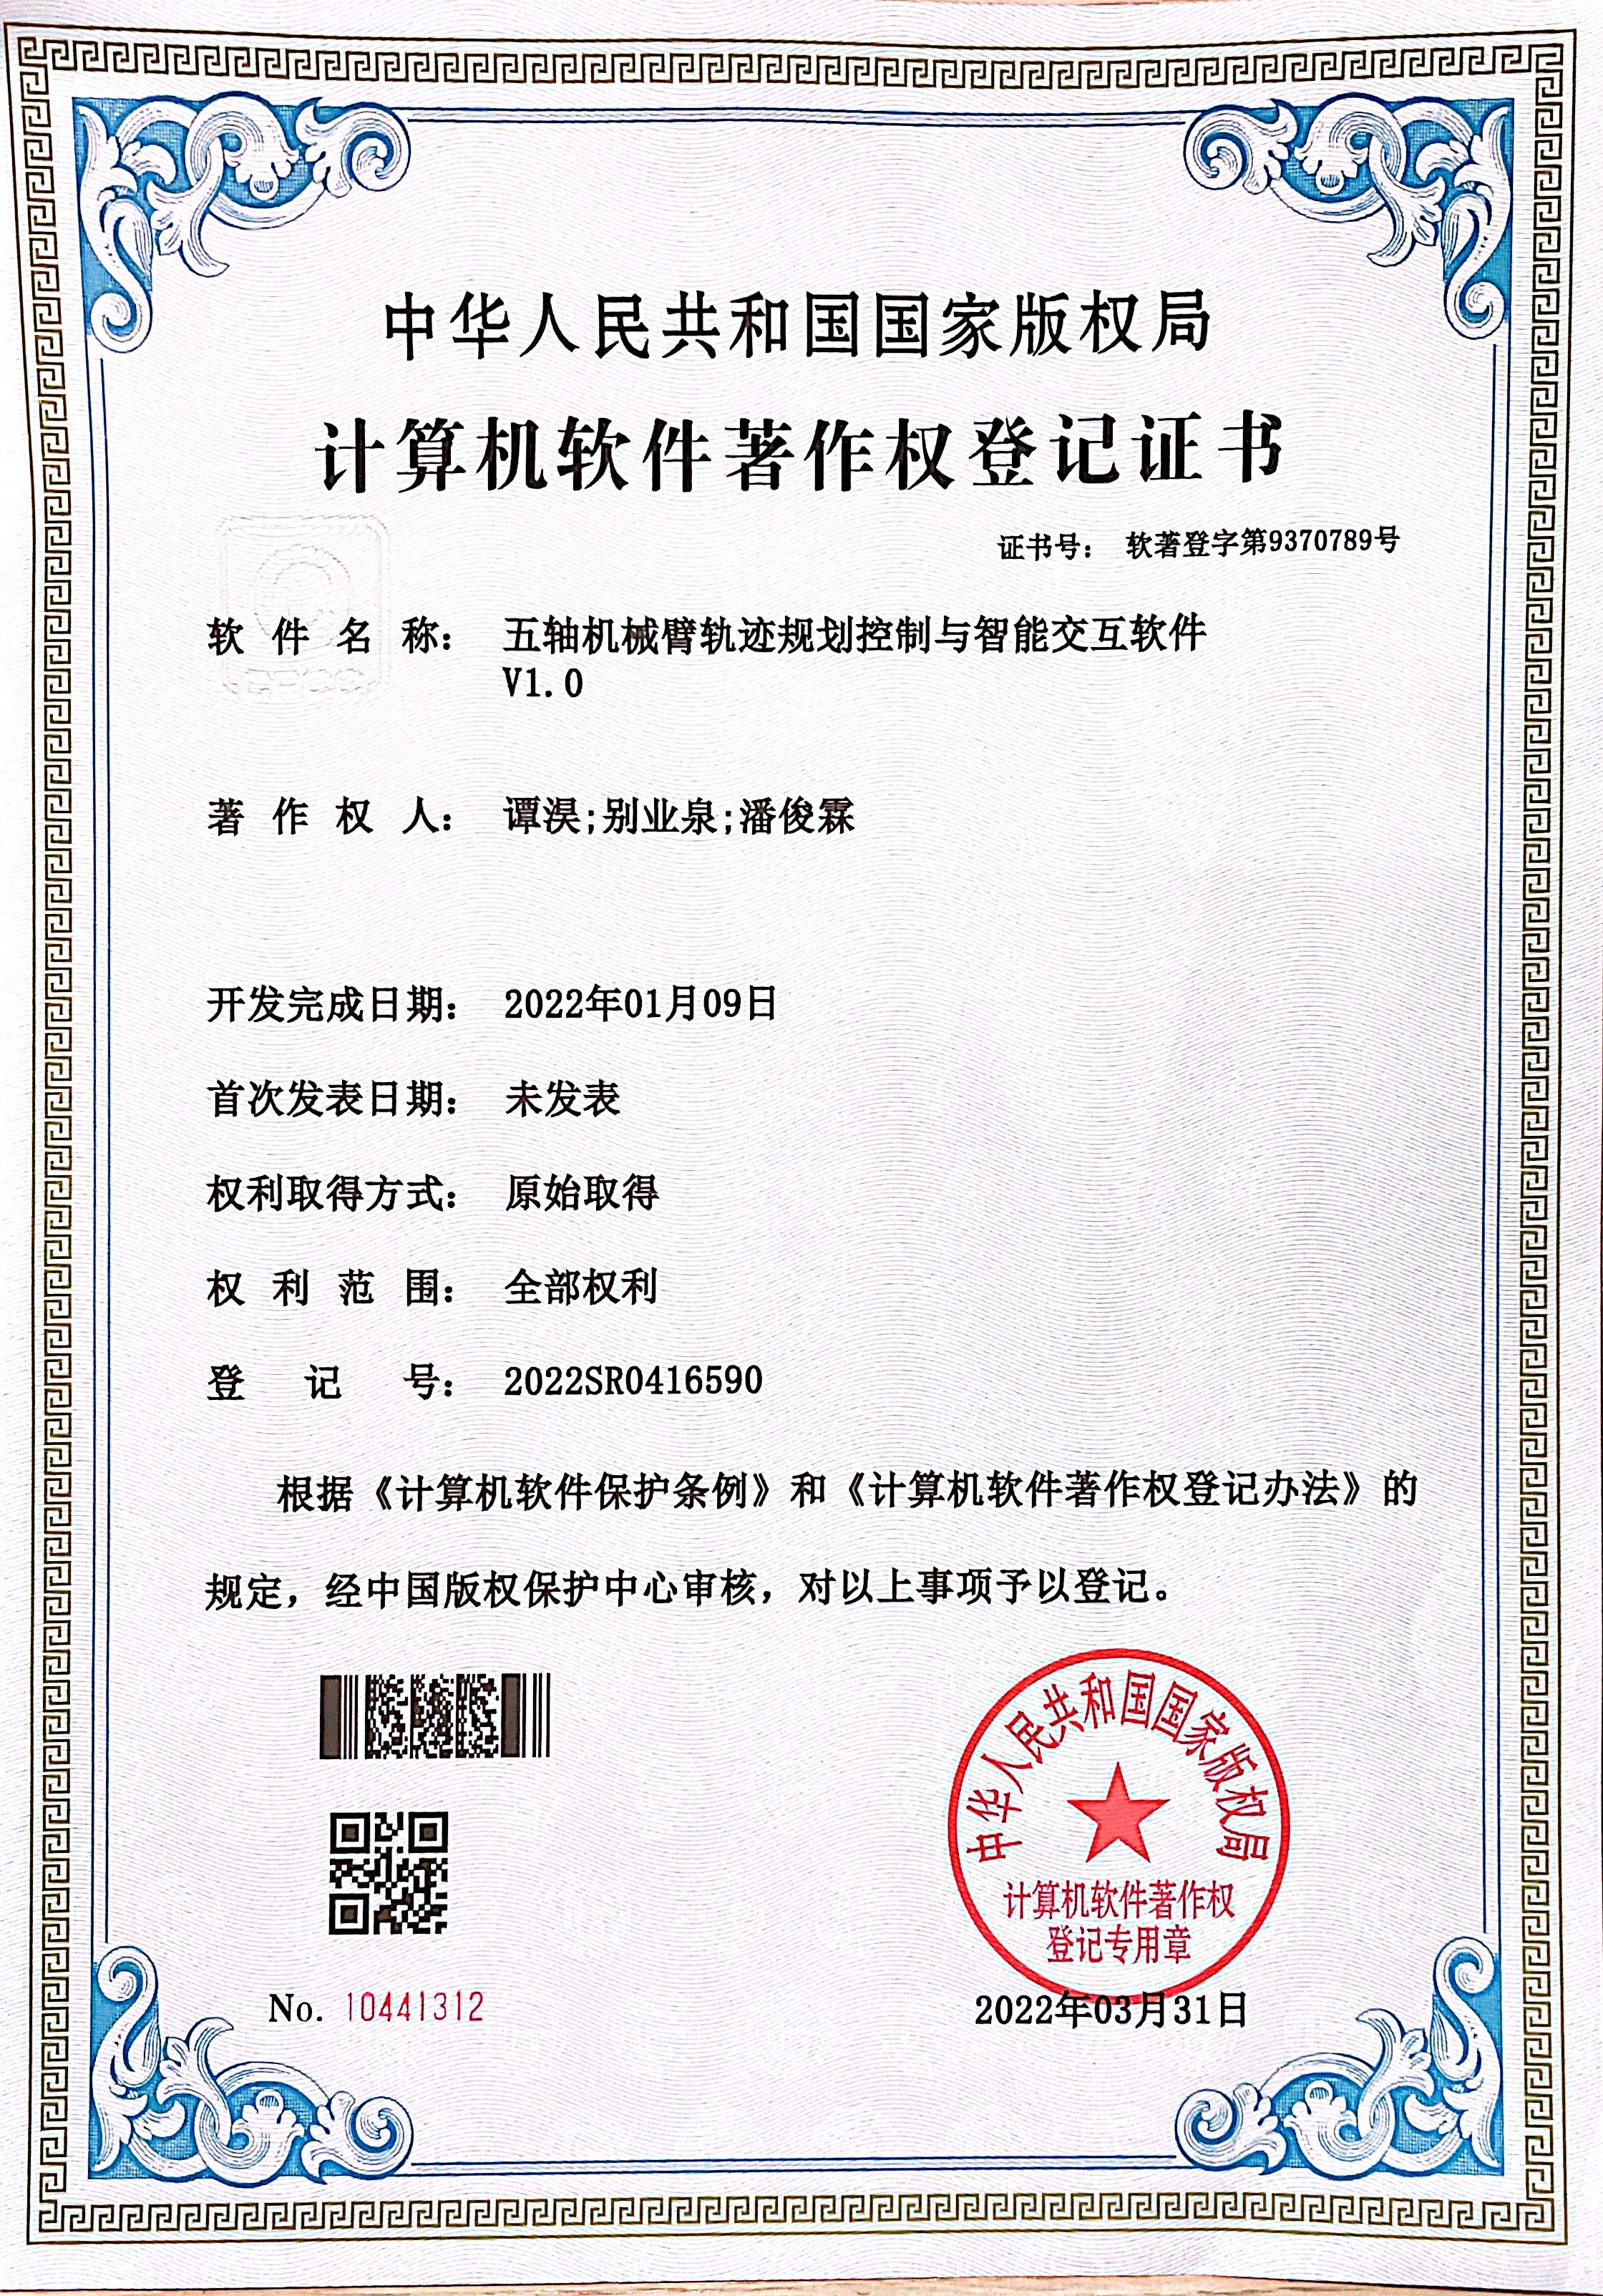 中华人民共和国国家版权局
计算机软件著作权登记证书
证书号： 软著登字第9370789号
软件名称： 五轴机械臂轨迹规划控制与智能交互软件
V1.0
著作权人： 谭淏;别业泉;潘俊霖
开发完成日期： 2022年01月09日
首次发表日期： 未发表
权利取得方式： 原始取得
权利范围： 全部权利
登记号： 2022SR0416590
根据《计算机软件保护条例》和《计算机软件著作权登记办法》的
规定，经中国版权保护中心审核，对以上事项予以登记。
中华人民共和国国家版权局
计算机软件著作权
登记专用章
No. 10441312
2022年03月31日